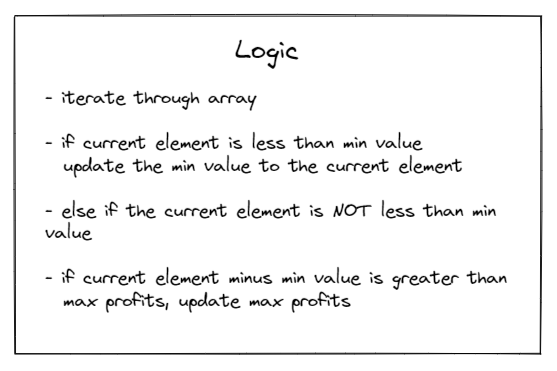 Logic
- iterate through array
- if current element is less than min value
update the min value to the current element
- else if the current element is NOT less than min
value
- if current element minus min value is greater than
max profits, update max profits